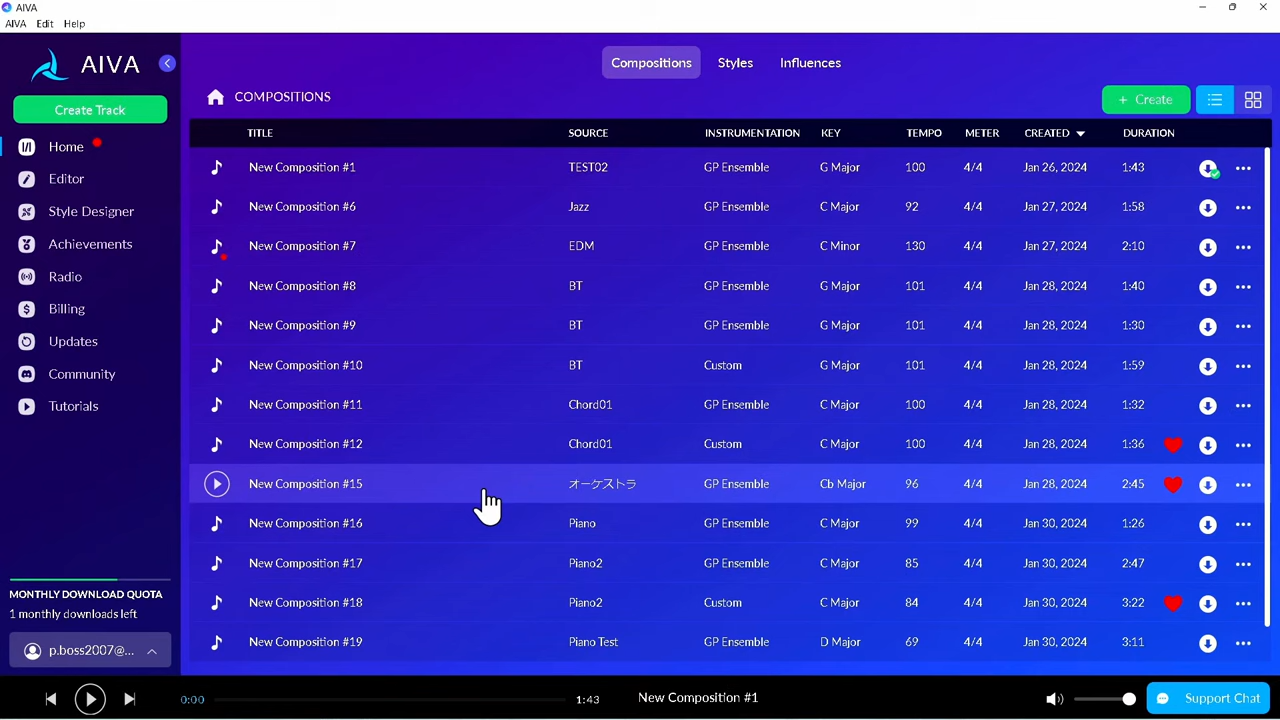 AIVA
AIVA Edit Help
AIVA
Create Track
Home
Editor
Style Designer
Achievements
Radio
Billing
Updates
Community
Tutorials
MONTHLY DOWNLOAD QUOTA
1 monthly downloads left
p.boss2007@...
Compositions Styles Influences
COMPOSITIONS
+ Create
TITLE SOURCE INSTRUMENTATION KEY TEMPO METER CREATED DURATION
New Composition #1 TEST02 GP Ensemble G Major 100 4/4 Jan 26, 2024 1:43
New Composition #6 Jazz GP Ensemble C Major 92 4/4 Jan 27, 2024 1:58
New Composition #7 EDM GP Ensemble C Minor 130 4/4 Jan 27, 2024 2:10
New Composition #8 BT GP Ensemble G Major 101 4/4 Jan 28, 2024 1:40
New Composition #9 BT GP Ensemble G Major 101 4/4 Jan 28, 2024 1:30
New Composition #10 BT Custom G Major 101 4/4 Jan 28, 2024 1:59
New Composition #11 Chord01 GP Ensemble C Major 100 4/4 Jan 28, 2024 1:32
New Composition #12 Chord01 Custom C Major 100 4/4 Jan 28, 2024 1:36
New Composition #15 オーケストラ GP Ensemble Cb Major 96 4/4 Jan 28, 2024 2:45
New Composition #16 Piano GP Ensemble C Major 99 4/4 Jan 30, 2024 1:26
New Composition #17 Piano2 GP Ensemble C Major 85 4/4 Jan 30, 2024 2:47
New Composition #18 Piano2 Custom C Major 84 4/4 Jan 30, 2024 3:22
New Composition #19 Piano Test GP Ensemble D Major 69 4/4 Jan 30, 2024 3:11
0:00 1:43 New Composition #1 Support Chat